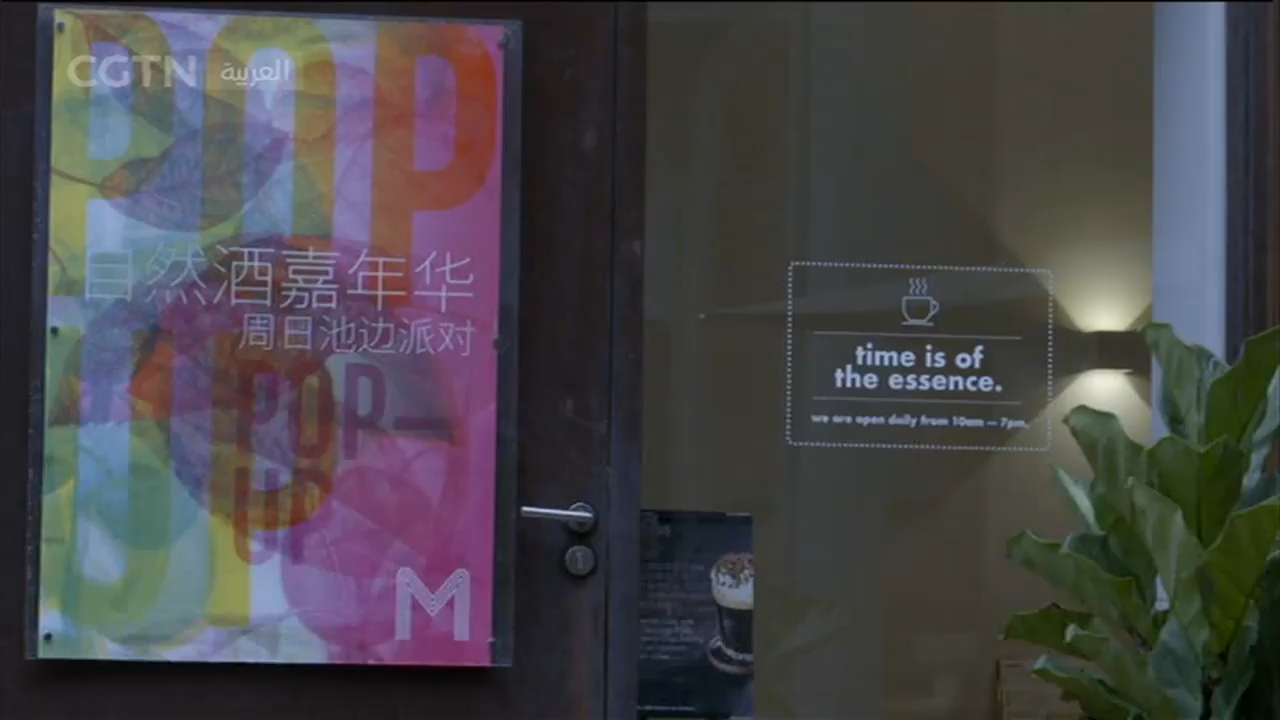 CGTN العربية
POP
自然酒嘉年华
周日池边派对
POP-
UP
M
time is of
the essence.
we are open daily from 10am — 7pm.